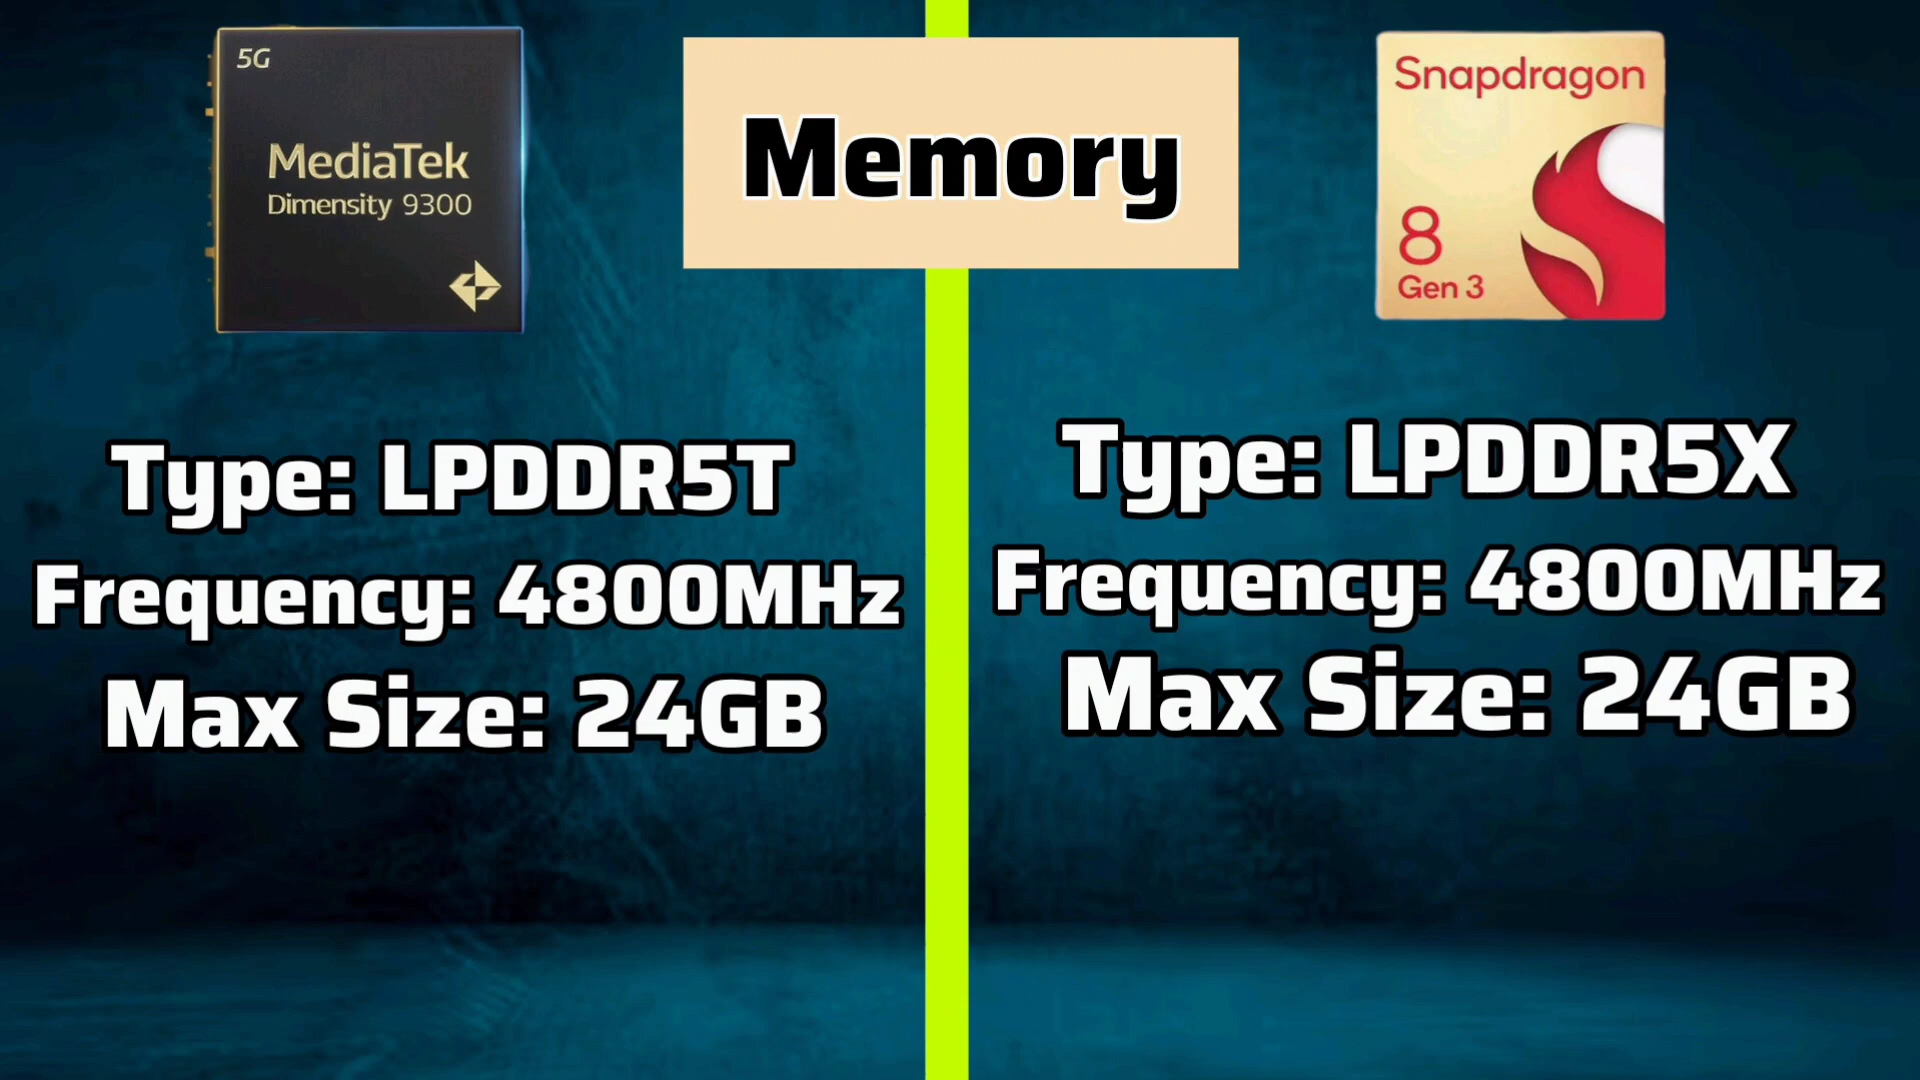 5G
MediaTek
Dimensity 9300
Memory
Snapdragon
8
Gen 3
Type: LPDDR5T
Frequency: 4800MHz
Max Size: 24GB
Type: LPDDR5X
Frequency: 4800MHz
Max Size: 24GB